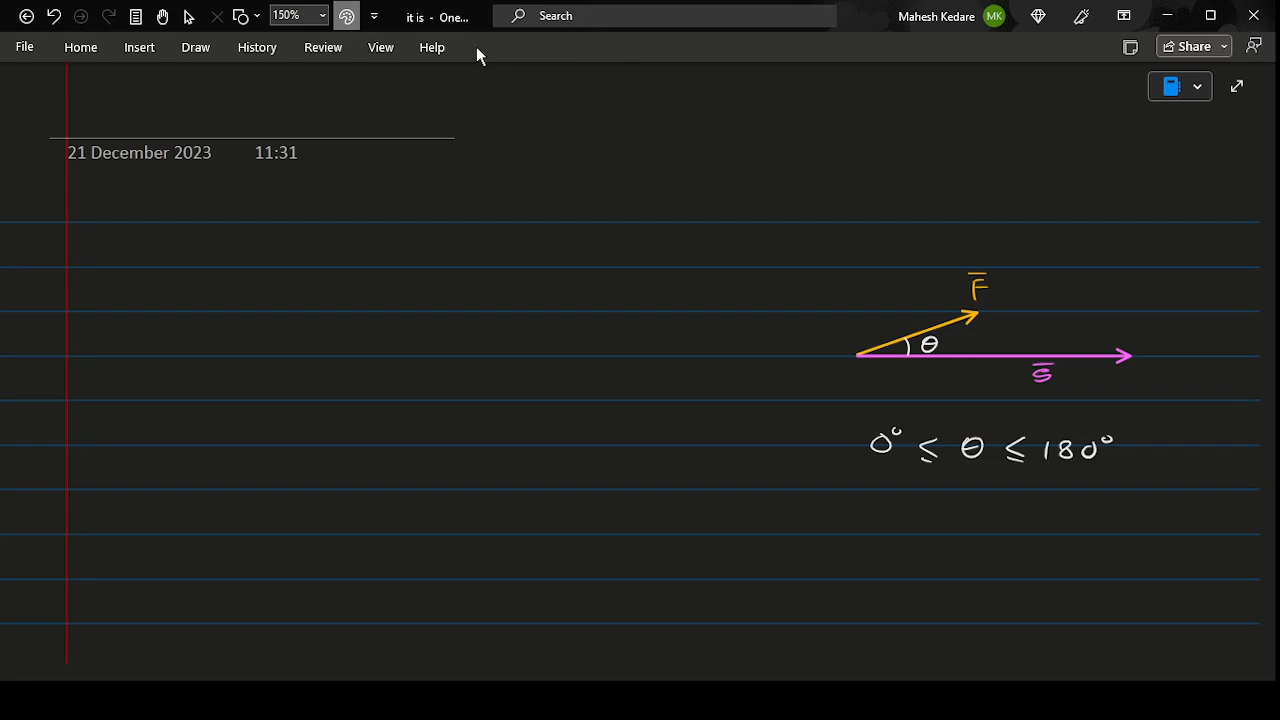 150% it is - One... Search Mahesh Kedare MK
File Home Insert Draw History Review View Help Share
21 December 2023 11:31
F̅
θ
S̅
0° ≤ θ ≤ 180°